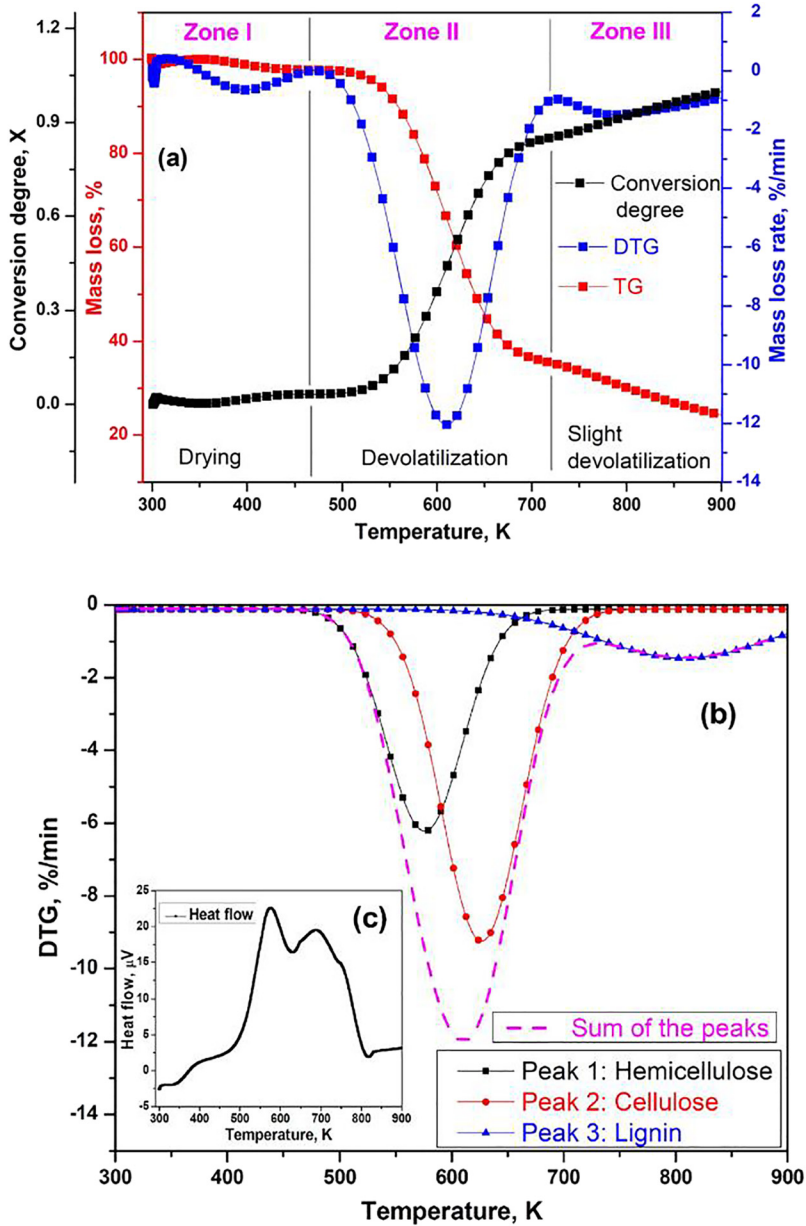 Zone I
Zone II
Zone III
(a)
Conversion degree
DTG
TG
Drying
Devolatilization
Slight devolatilization
Conversion degree, X
1.2
0.9
0.6
0.3
0.0
Mass loss, %
100
80
60
40
20
Mass loss rate, %/min
2
0
-2
-4
-6
-8
-10
-12
-14
300
400
500
600
700
800
900
Temperature, K
(b)
DTG, %/min
0
-2
-4
-6
-8
-10
-12
-14
(c)
Heat flow
Heat flow, µV
25
20
15
10
5
0
-5
300 400 500 600 700 800 900
Temperature, K
Sum of the peaks
Peak 1: Hemicellulose
Peak 2: Cellulose
Peak 3: Lignin
300
400
500
600
700
800
900
Temperature, K